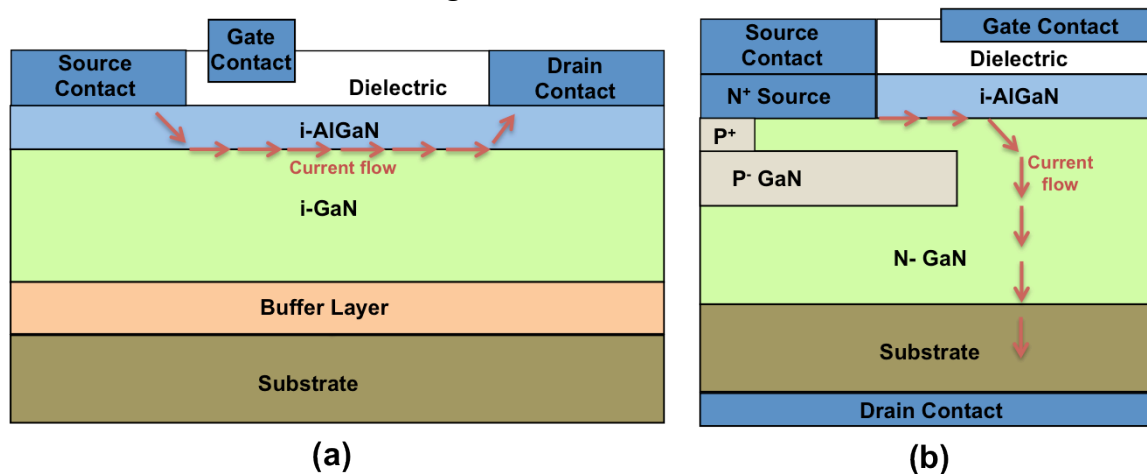 Gate
Contact
Source
Contact
Dielectric
Drain
Contact
i-AlGaN
Current flow
i-GaN
Buffer Layer
Substrate
(a)
Source
Contact
Gate Contact
Dielectric
N+ Source
i-AlGaN
P+
Current
flow
P- GaN
N- GaN
Substrate
Drain Contact
(b)